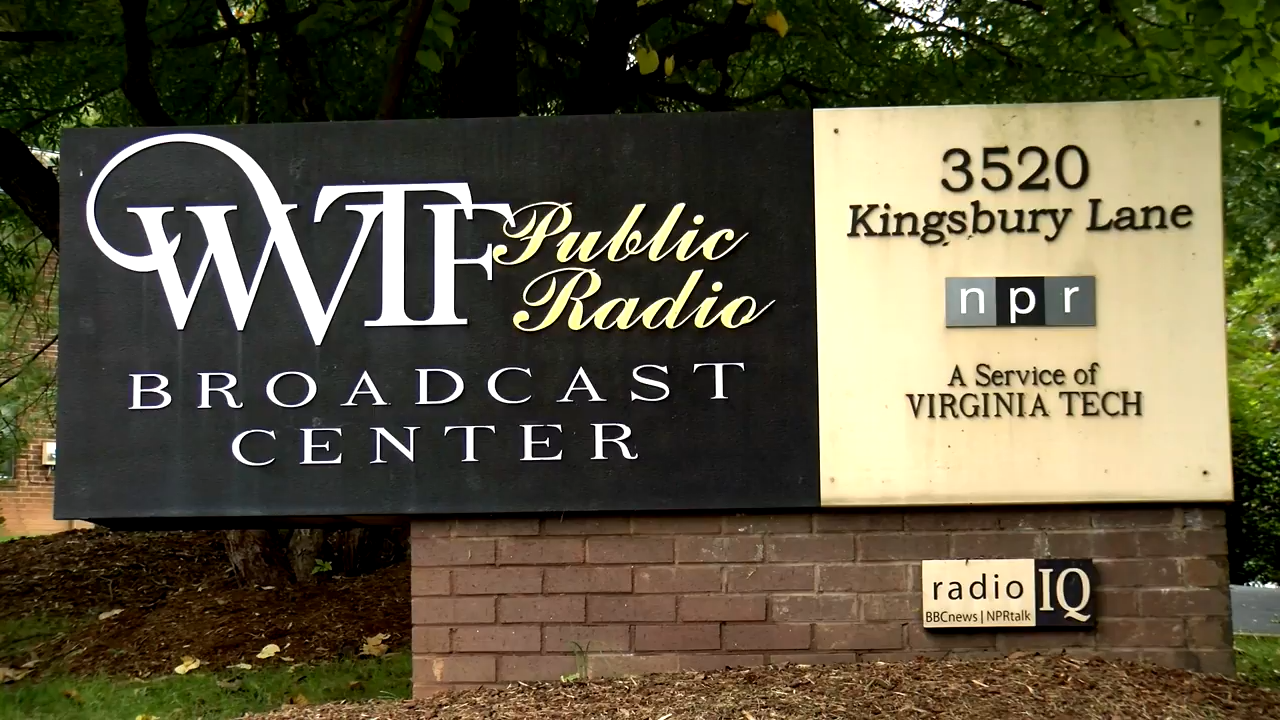 WVTF Public
Radio
BROADCAST
CENTER
3520
Kingsbury Lane
npr
A Service of
VIRGINIA TECH
radio IQ
BBCnews | NPRtalk